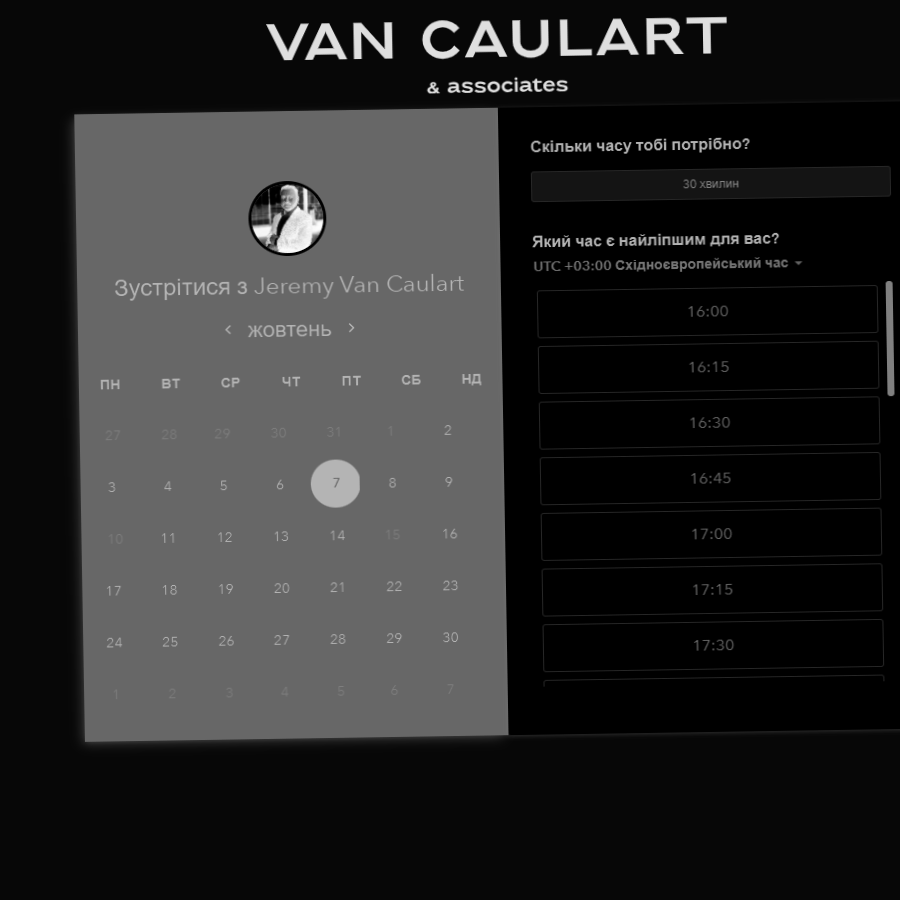 VAN CAULART
& associates
Зустрітися з Jeremy Van Caulart
жовтень
ПН ВТ СР ЧТ ПТ СБ НД
27 28 29 30 31 1 2
3 4 5 6 7 8 9
10 11 12 13 14 15 16
17 18 19 20 21 22 23
24 25 26 27 28 29 30
1 2 3 4 5 6 7
Скільки часу тобі потрібно?
30 хвилин
Який час є найліпшим для вас?
UTC +03:00 Східноєвропейський час
16:00
16:15
16:30
16:45
17:00
17:15
17:30